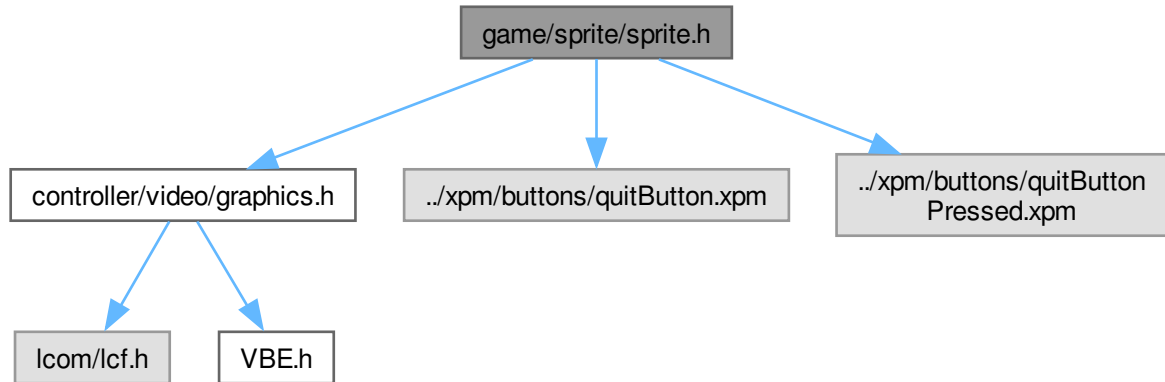 game/sprite/sprite.h
controller/video/graphics.h
../xpm/buttons/quitButton.xpm
../xpm/buttons/quitButton
Pressed.xpm
lcom/lcf.h
VBE.h